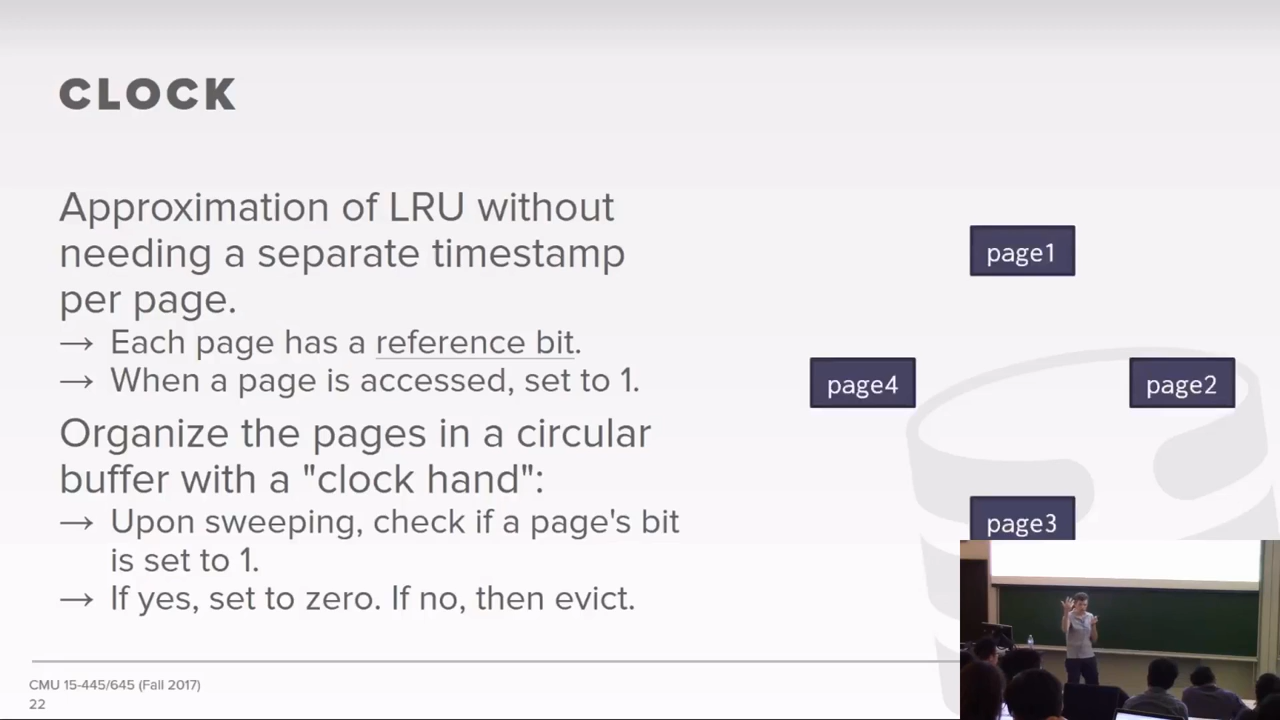 CLOCK
Approximation of LRU without
needing a separate timestamp
per page.
→ Each page has a reference bit.
→ When a page is accessed, set to 1.
Organize the pages in a circular
buffer with a "clock hand":
→ Upon sweeping, check if a page's bit
is set to 1.
→ If yes, set to zero. If no, then evict.
page1
page4
page2
page3
CMU 15-445/645 (Fall 2017)
22